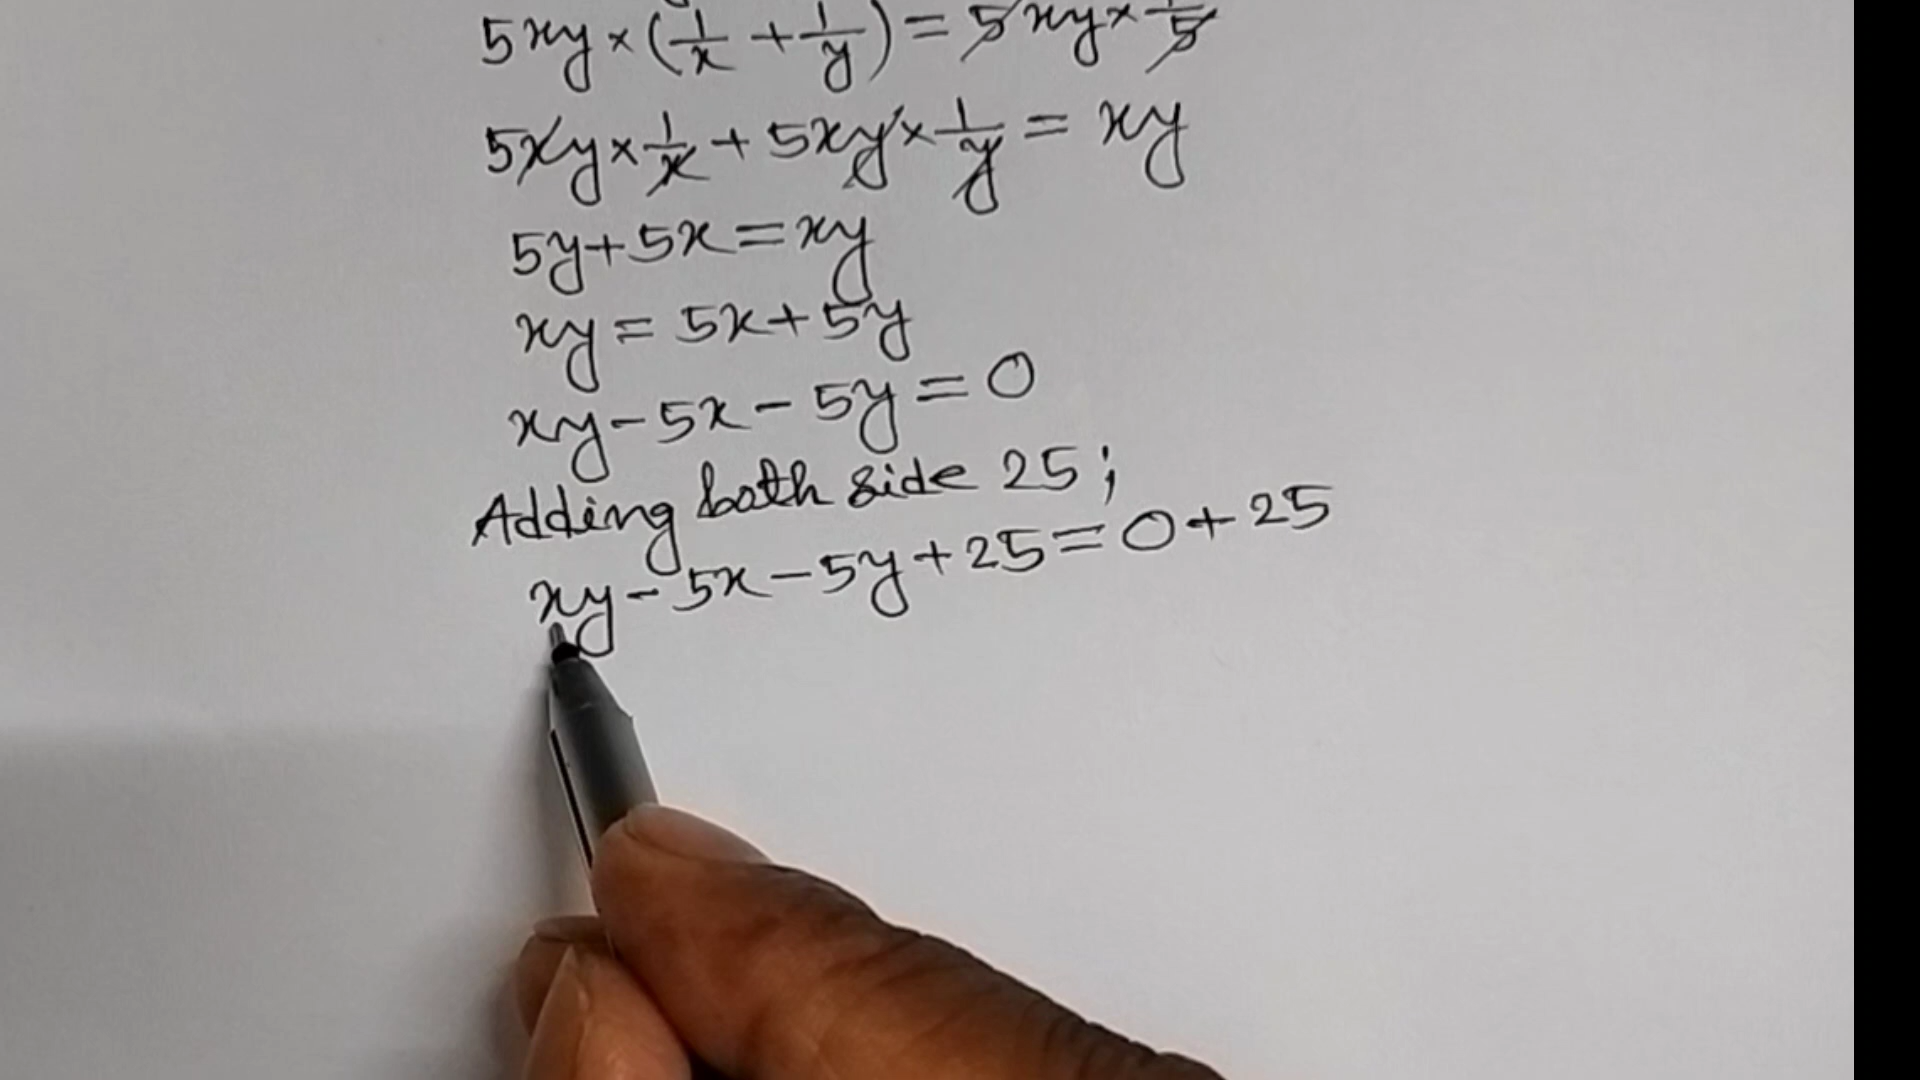 5xy×(1/x + 1/y) = 5xy×1/5
5xy×1/x + 5xy×1/y = xy
5y+5x=xy
xy = 5x+5y
xy-5x-5y=0
Adding both side 25;
xy-5x-5y+25=0+25